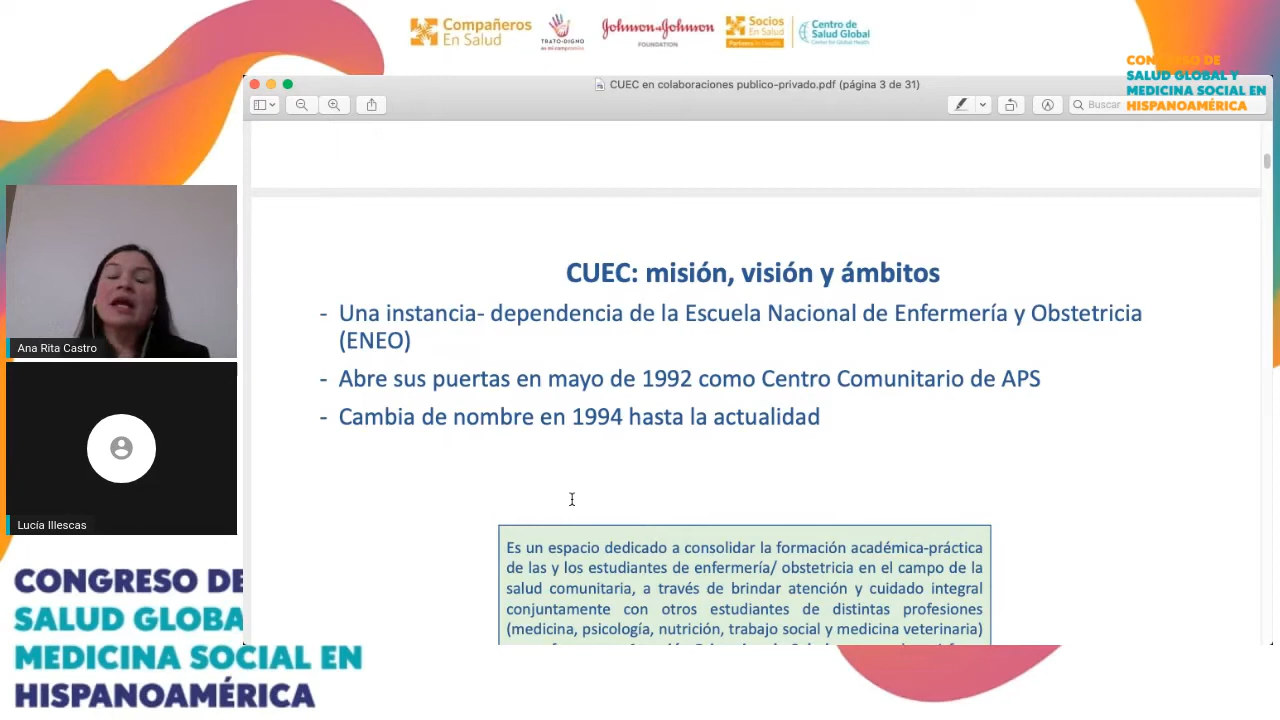 Compañeros
En Salud
TRATO-DIGNO
es mi compromiso
Johnson & Johnson
FOUNDATION
Socios
En Salud
Partners In Health
Centro de
Salud Global
Center for Global Health
CONGRESO DE
SALUD GLOBAL Y
MEDICINA SOCIAL EN
HISPANOAMÉRICA
CUEC en colaboraciones publico-privado.pdf (página 3 de 31)
Buscar
CUEC: misión, visión y ámbitos
- Una instancia- dependencia de la Escuela Nacional de Enfermería y Obstetricia
(ENEO)
- Abre sus puertas en mayo de 1992 como Centro Comunitario de APS
- Cambia de nombre en 1994 hasta la actualidad
Es un espacio dedicado a consolidar la formación académica-práctica
de las y los estudiantes de enfermería/ obstetricia en el campo de la
salud comunitaria, a través de brindar atención y cuidado integral
conjuntamente con otros estudiantes de distintas profesiones
(medicina, psicología, nutrición, trabajo social y medicina veterinaria)
Ana Rita Castro
Lucía Illescas
CONGRESO DE
SALUD GLOBA
MEDICINA SOCIAL EN
HISPANOAMÉRICA